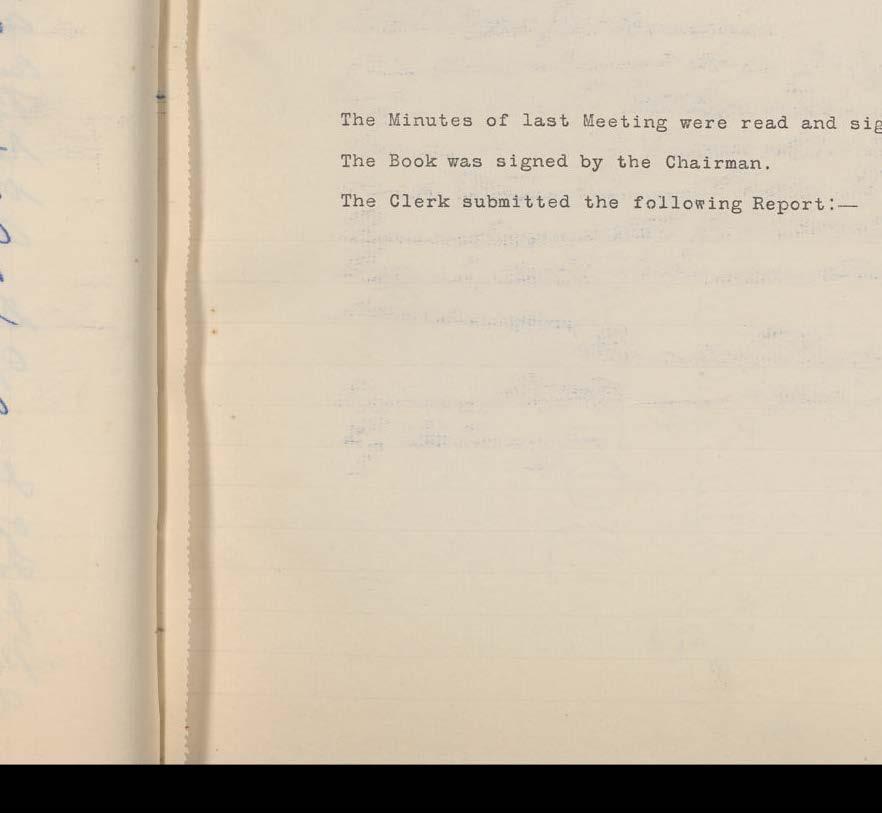 The Minutes of last Meeting were read and sig
The Book was signed by the Chairman.
The Clerk submitted the following Report:—